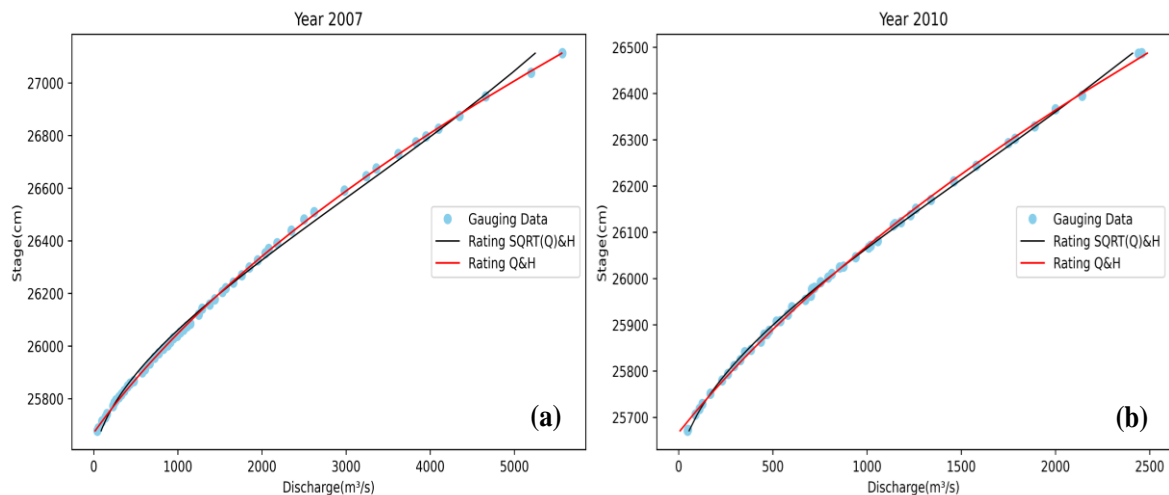 Year 2007
27000
26800
26600
26400
26200
26000
25800
Stage(cm)
Gauging Data
Rating SQRT(Q)&H
Rating Q&H
(a)
0 1000 2000 3000 4000 5000
Discharge(m³/s)
Year 2010
26500
26400
26300
26200
26100
26000
25900
25800
25700
Stage(cm)
Gauging Data
Rating SQRT(Q)&H
Rating Q&H
(b)
0 500 1000 1500 2000 2500
Discharge(m³/s)